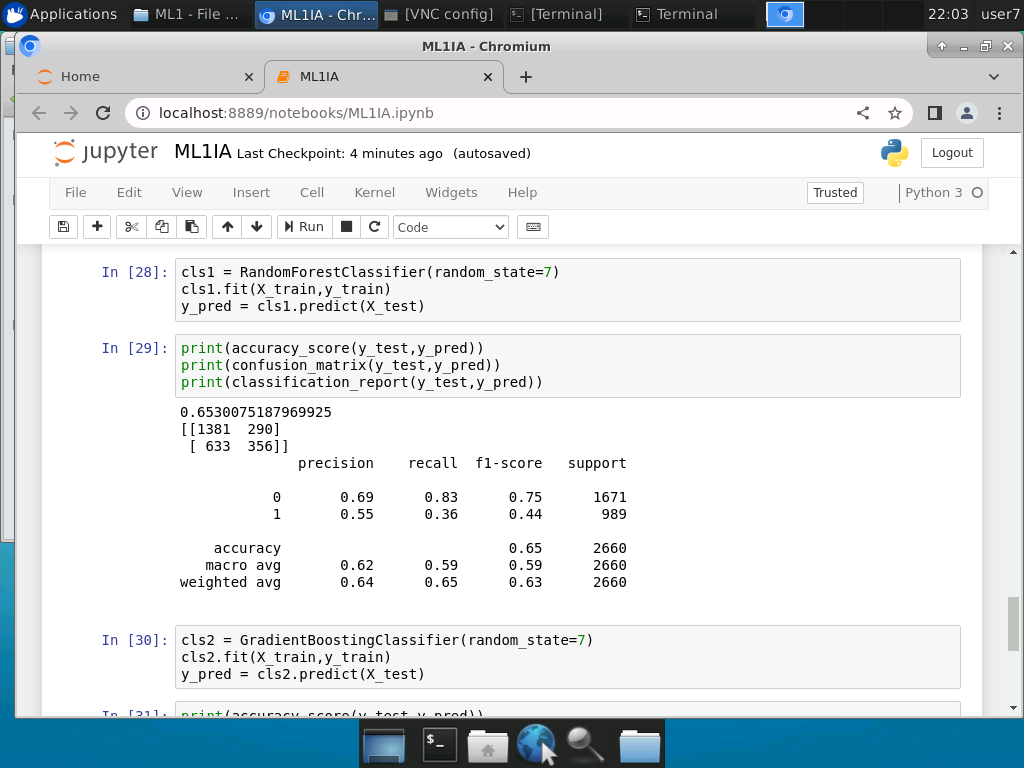 Applications
ML1 - File ...
ML1IA - Chr...
[VNC config]
[Terminal]
Terminal
22:03
user7
ML1IA - Chromium
Home
ML1IA
localhost:8889/notebooks/ML1IA.ipynb
jupyter
ML1IA Last Checkpoint: 4 minutes ago (autosaved)
Logout
File Edit View Insert Cell Kernel Widgets Help
Trusted
Python 3
Run
Code
In [28]:
cls1 = RandomForestClassifier(random_state=7)
cls1.fit(X_train,y_train)
y_pred = cls1.predict(X_test)
In [29]:
print(accuracy_score(y_test,y_pred))
print(confusion_matrix(y_test,y_pred))
print(classification_report(y_test,y_pred))
0.6530075187969925
[[1381  290]
 [ 633  356]]
              precision    recall  f1-score   support
           0       0.69      0.83      0.75      1671
           1       0.55      0.36      0.44       989
    accuracy                           0.65      2660
   macro avg       0.62      0.59      0.59      2660
weighted avg       0.64      0.65      0.63      2660
In [30]:
cls2 = GradientBoostingClassifier(random_state=7)
cls2.fit(X_train,y_train)
y_pred = cls2.predict(X_test)
In [31]:
print(accuracy_score(y_test,y_pred))
$_